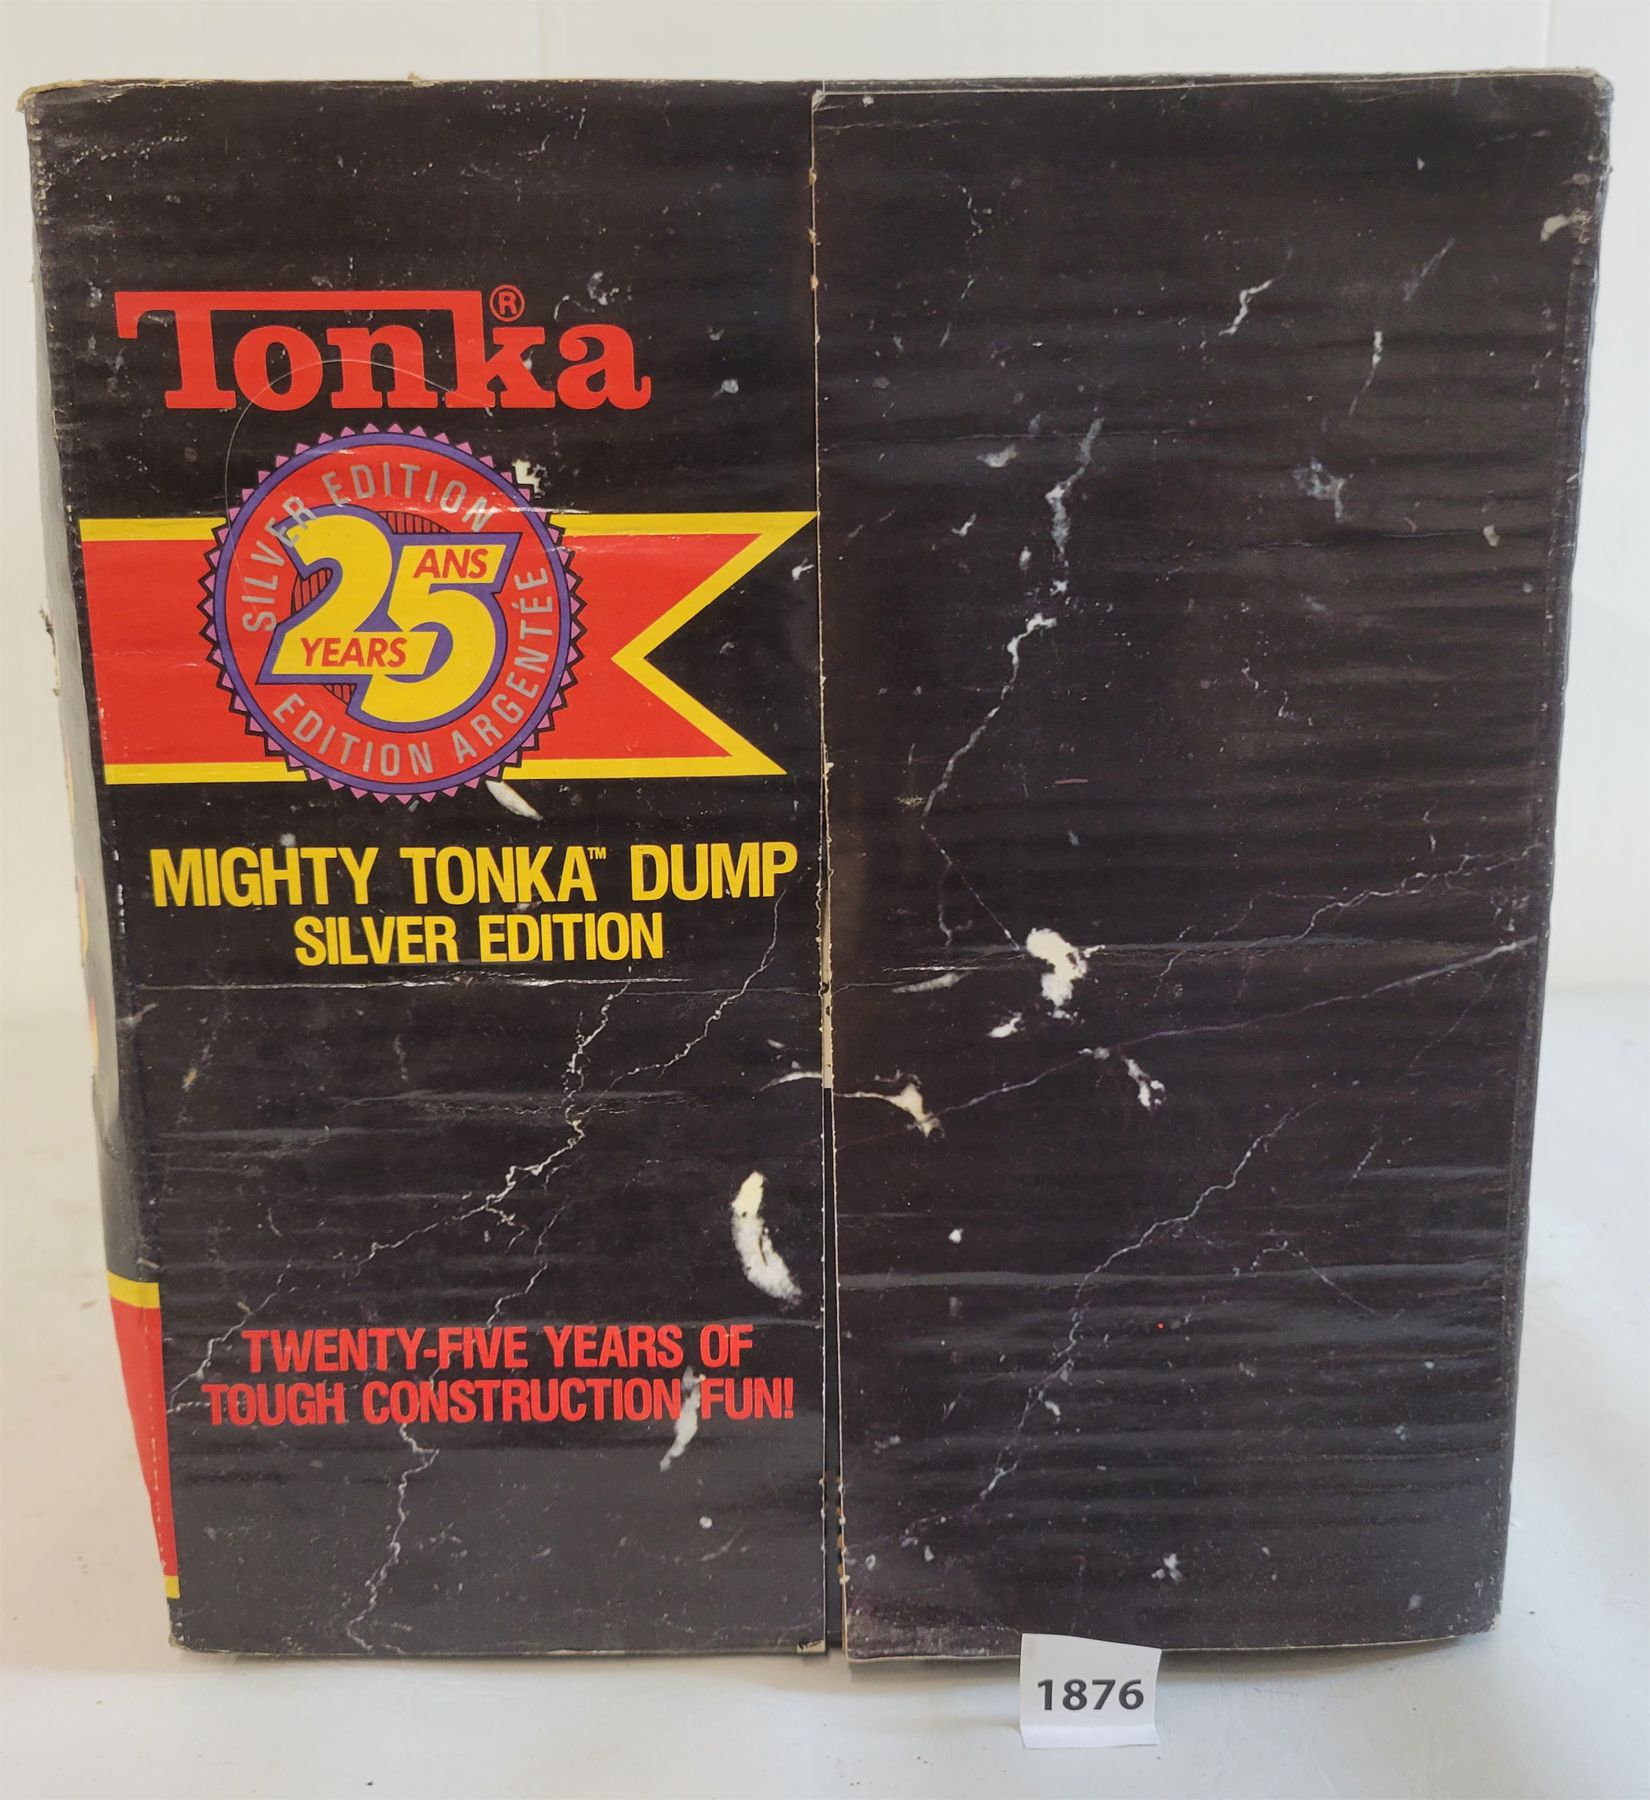 Tonka®
SILVER EDITION
25
ANS
YEARS
EDITION ARGENTÉE
MIGHTY TONKA™ DUMP
SILVER EDITION
TWENTY-FIVE YEARS OF
TOUGH CONSTRUCTION FUN!
1876